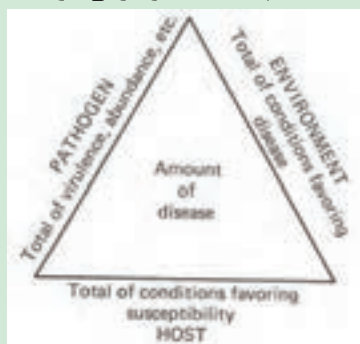 PATHOGEN
Total of virulence, abundance, etc.
ENVIRONMENT
Total of conditions favoring
disease
Amount
of
disease
Total of conditions favoring
susceptibility
HOST